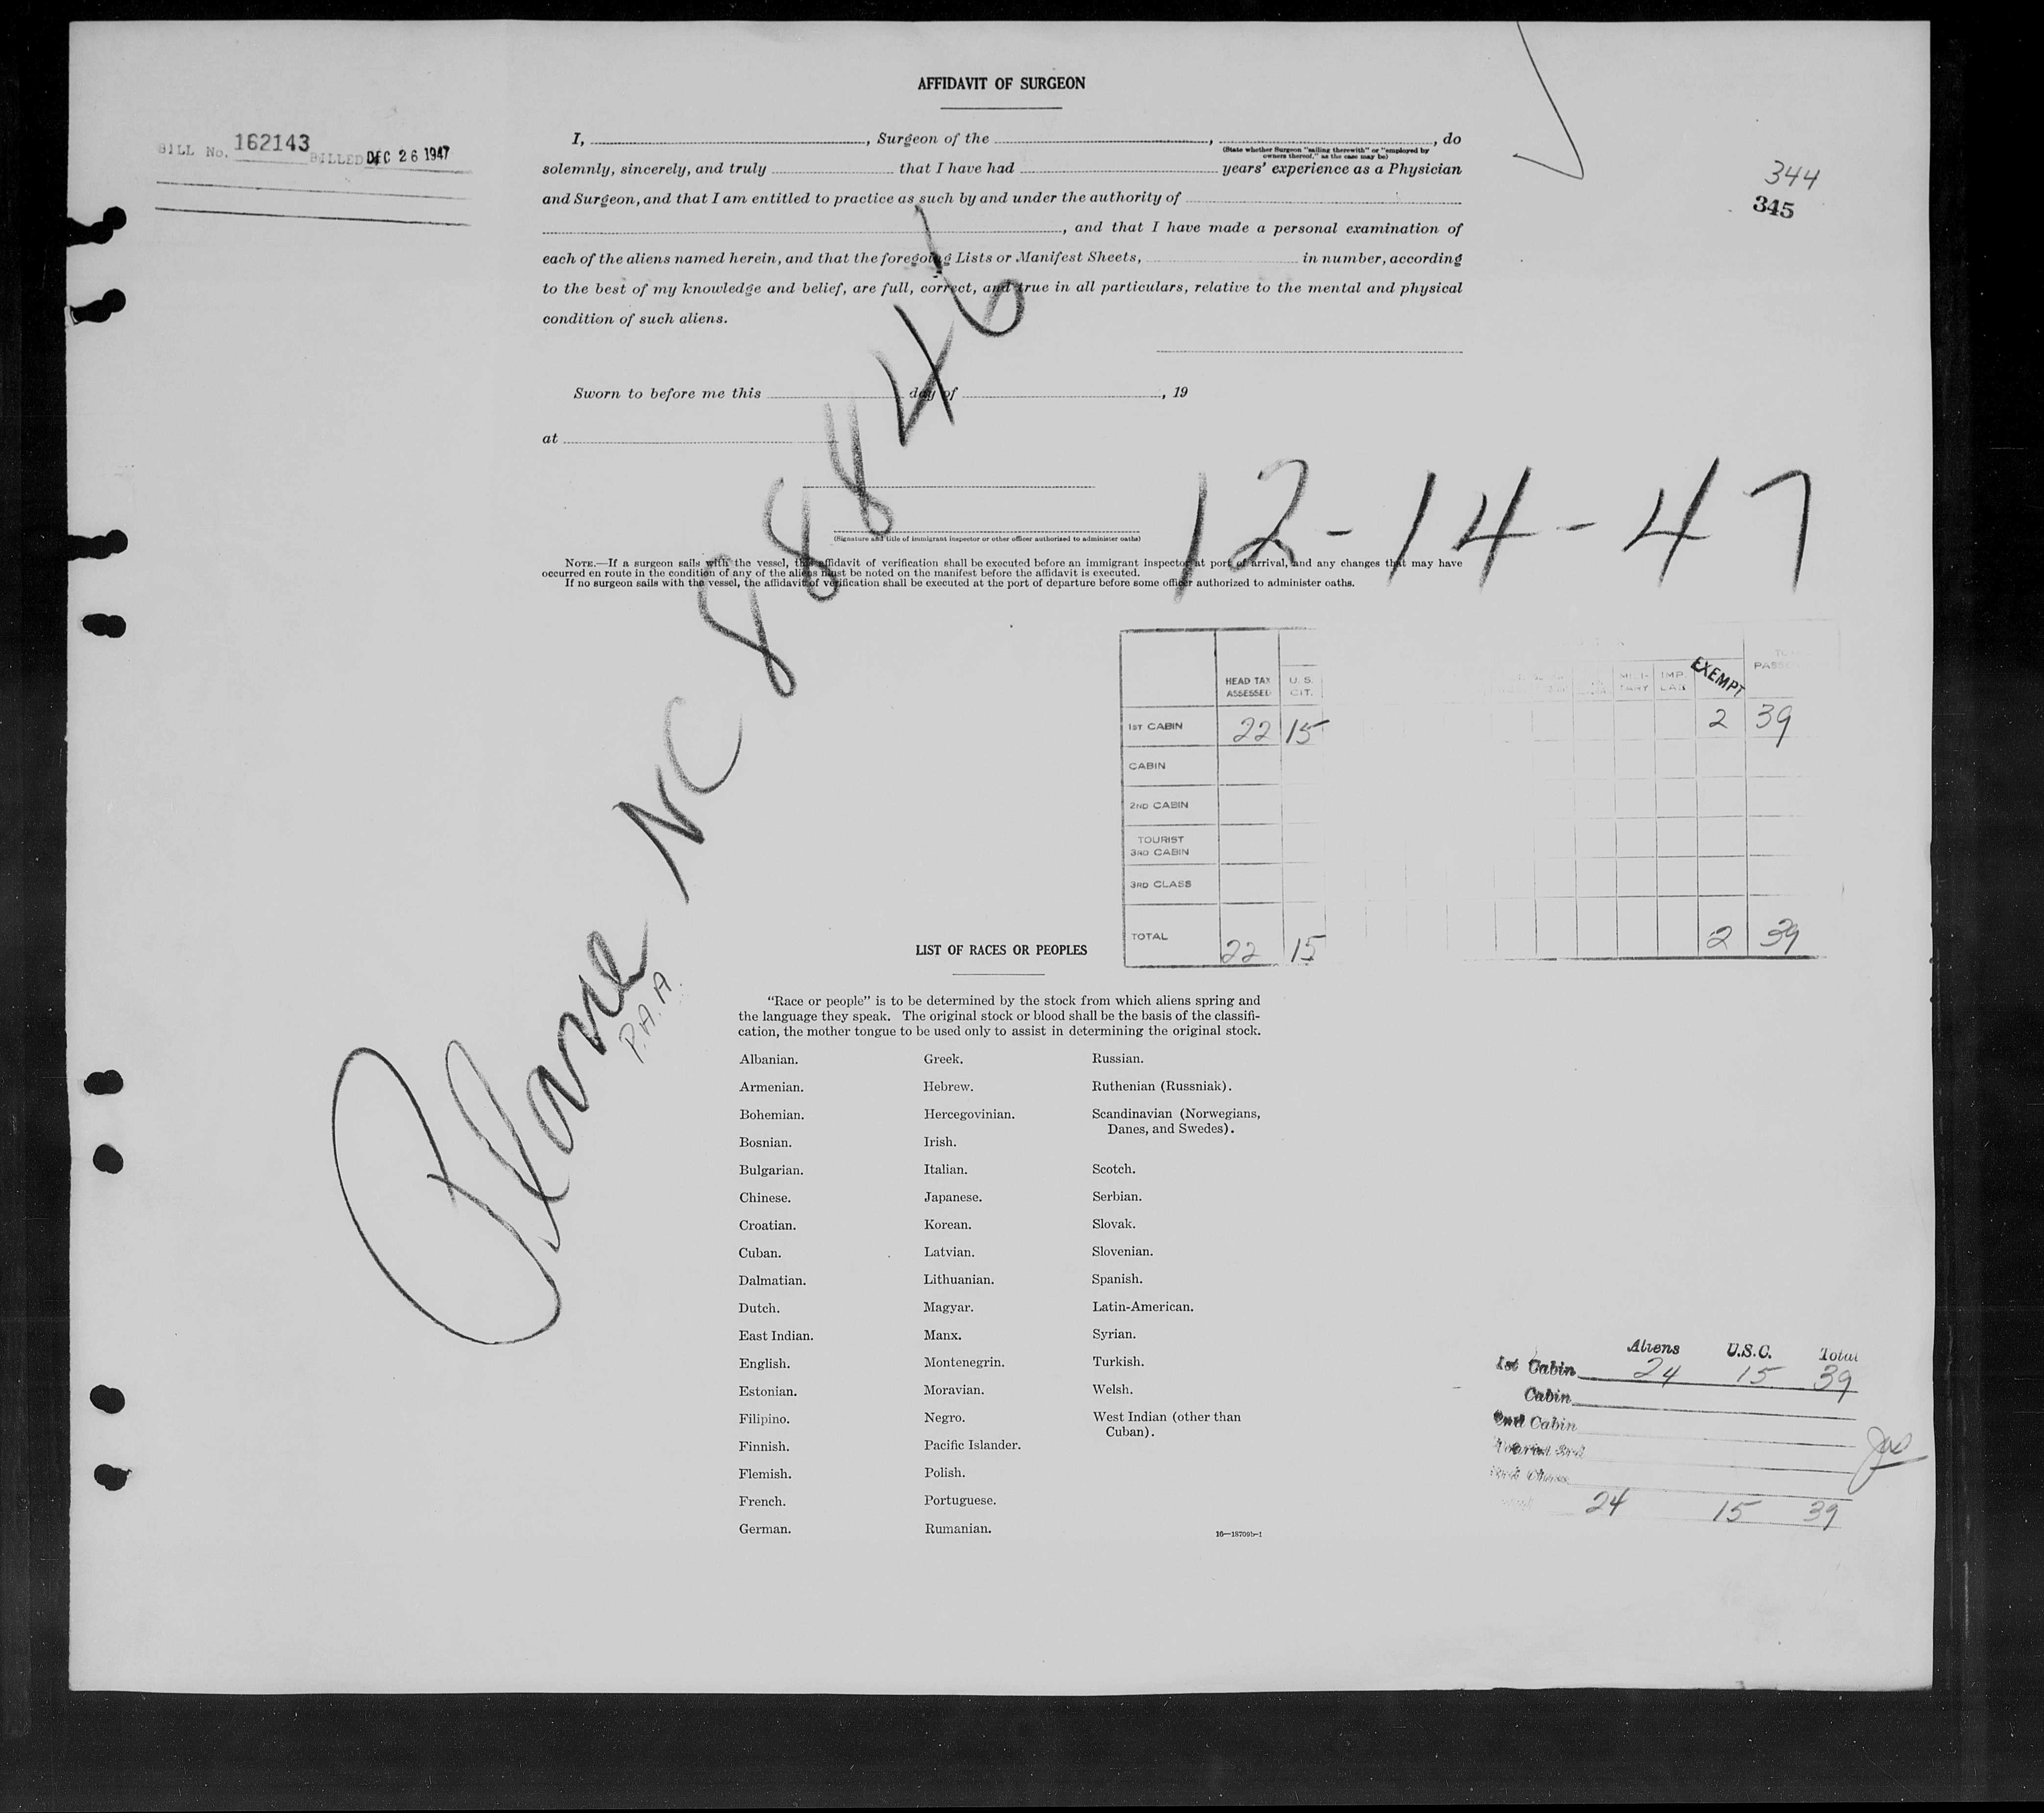 AFFIDAVIT OF SURGEON
BILL No. 162143 BILLED DEC 26 1947
344
345
I, , Surgeon of the , , do
(State whether Surgeon "sailing therewith" or "employed by
owners thereof," as the case may be)
solemnly, sincerely, and truly that I have had years' experience as a Physician
and Surgeon, and that I am entitled to practice as such by and under the authority of
, and that I have made a personal examination of
each of the aliens named herein, and that the foregoing Lists or Manifest Sheets, in number, according
to the best of my knowledge and belief, are full, correct, and true in all particulars, relative to the mental and physical
condition of such aliens.
Sworn to before me this day of , 19
at
(Signature and title of immigrant inspector or other officer authorized to administer oaths)
12-14-47
Plane NC 88846
P.A.A.
NOTE.—If a surgeon sails with the vessel, this affidavit of verification shall be executed before an immigrant inspector at port of arrival, and any changes that may have
occurred en route in the condition of any of the aliens must be noted on the manifest before the affidavit is executed.
If no surgeon sails with the vessel, the affidavit of verification shall be executed at the port of departure before some officer authorized to administer oaths.
HEAD TAX ASSESSED U.S. CIT. MILI-TARY IMP. LAB EXEMPT
1ST CABIN 22 15 2 39
CABIN
2ND CABIN
TOURIST
3RD CABIN
3RD CLASS
TOTAL 22 15 2 39
LIST OF RACES OR PEOPLES
"Race or people" is to be determined by the stock from which aliens spring and
the language they speak. The original stock or blood shall be the basis of the classifi-
cation, the mother tongue to be used only to assist in determining the original stock.
Albanian. Greek. Russian.
Armenian. Hebrew. Ruthenian (Russniak).
Bohemian. Hercegovinian. Scandinavian (Norwegians,
Danes, and Swedes).
Bosnian. Irish.
Bulgarian. Italian. Scotch.
Chinese. Japanese. Serbian.
Croatian. Korean. Slovak.
Cuban. Latvian. Slovenian.
Dalmatian. Lithuanian. Spanish.
Dutch. Magyar. Latin-American.
East Indian. Manx. Syrian.
English. Montenegrin. Turkish.
Estonian. Moravian. Welsh.
Filipino. Negro. West Indian (other than
Cuban).
Finnish. Pacific Islander.
Flemish. Polish.
French. Portuguese.
German. Rumanian.
16—18709b-1
Aliens U.S.C. Total
1st Cabin 24 15 39
Cabin
2nd Cabin
24 15 39